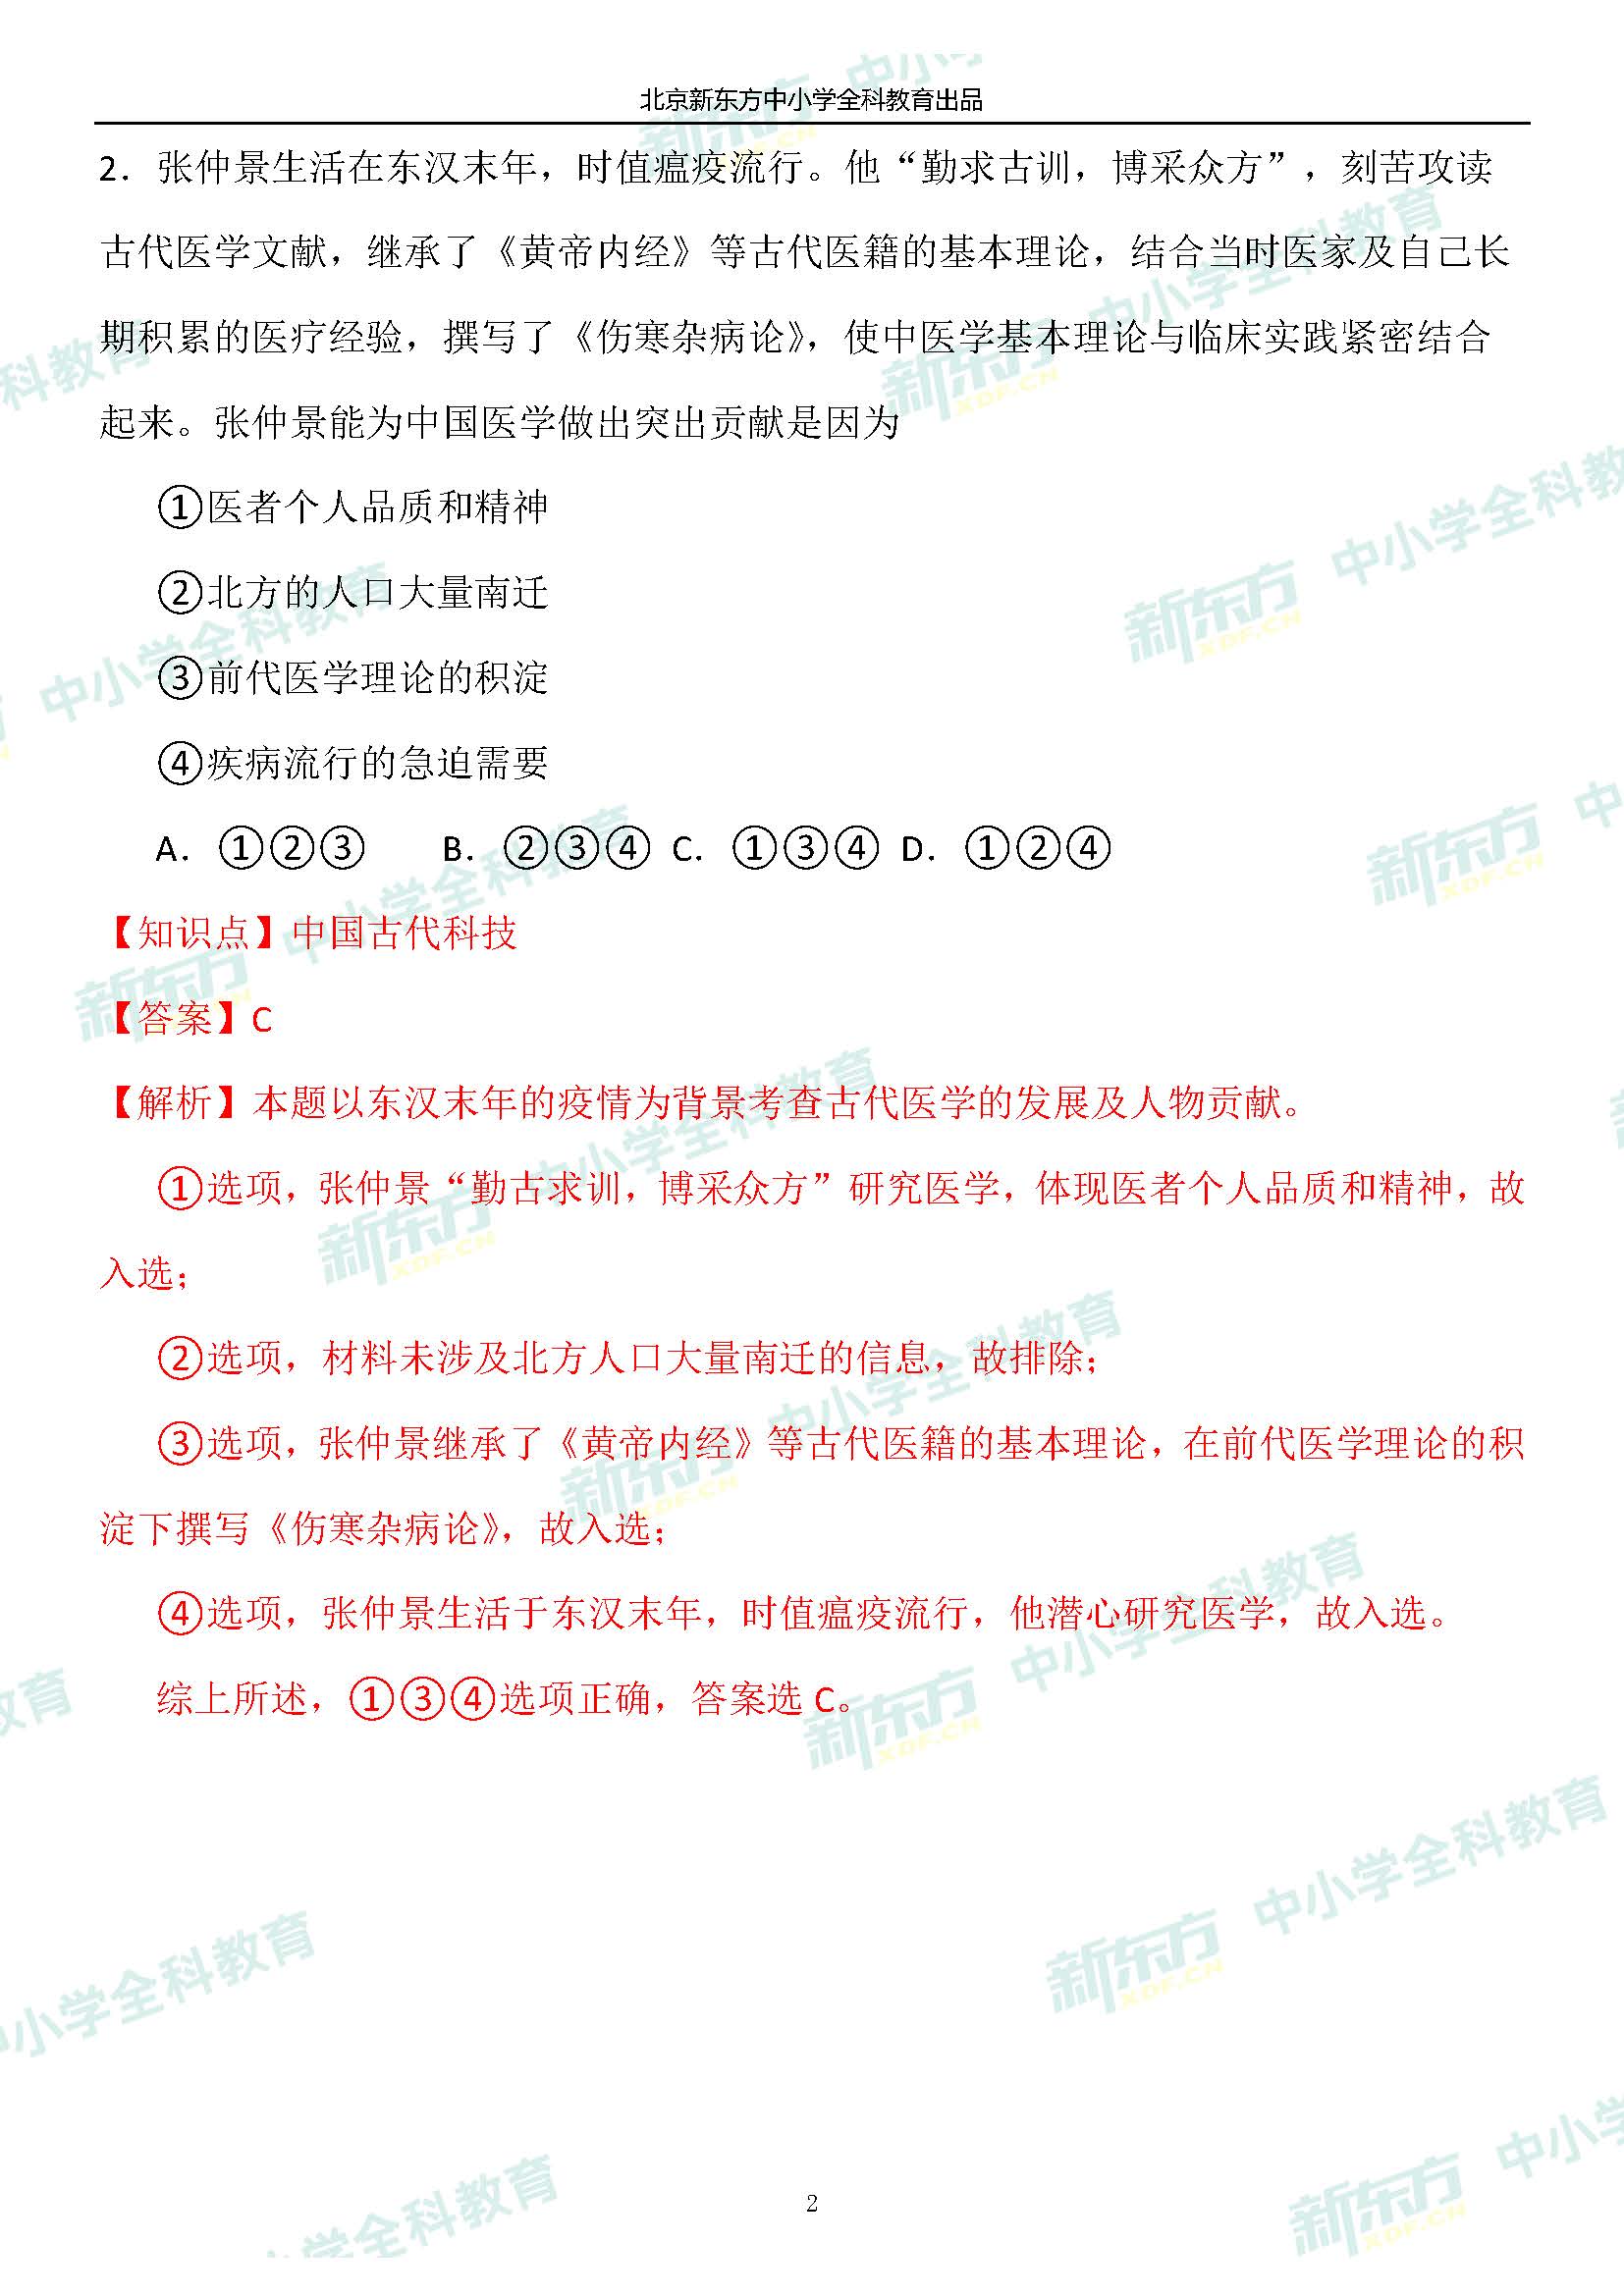 北京新东方中小学全科教育出品
2．张仲景生活在东汉末年，时值瘟疫流行。他“勤求古训，博采众方”，刻苦攻读
古代医学文献，继承了《黄帝内经》等古代医籍的基本理论，结合当时医家及自己长
期积累的医疗经验，撰写了《伤寒杂病论》，使中医学基本理论与临床实践紧密结合
起来。张仲景能为中国医学做出突出贡献是因为
①医者个人品质和精神
②北方的人口大量南迁
③前代医学理论的积淀
④疾病流行的急迫需要
A．①②③ B．②③④ C．①③④ D．①②④
【知识点】中国古代科技
【答案】C
【解析】本题以东汉末年的疫情为背景考查古代医学的发展及人物贡献。
①选项，张仲景“勤古求训，博采众方”研究医学，体现医者个人品质和精神，故
入选；
②选项，材料未涉及北方人口大量南迁的信息，故排除；
③选项，张仲景继承了《黄帝内经》等古代医籍的基本理论，在前代医学理论的积
淀下撰写《伤寒杂病论》，故入选；
④选项，张仲景生活于东汉末年，时值瘟疫流行，他潜心研究医学，故入选。
综上所述，①③④选项正确，答案选 C。
2
新东方 XDF.CN 中小学全科教育